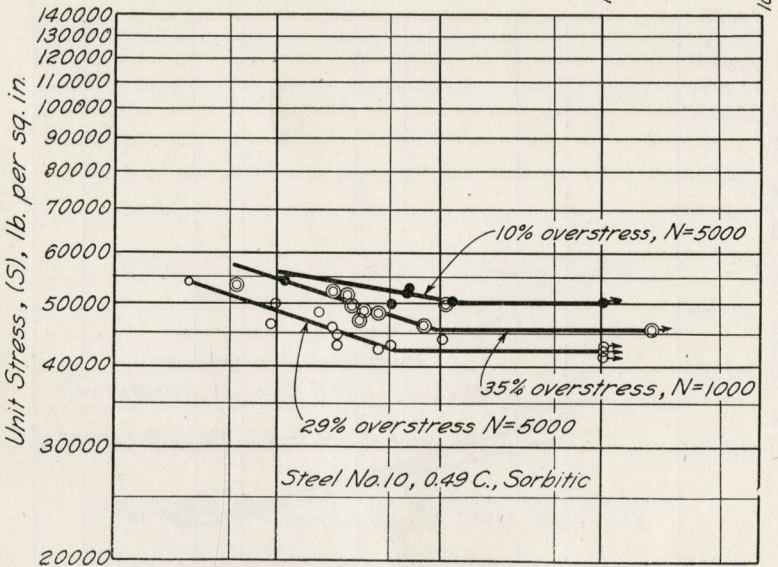 140000
130000
120000
110000
100000
90000
80000
70000
60000
50000
40000
30000
20000
Unit Stress, (S), lb. per sq. in.
10% overstress, N=5000
35% overstress, N=1000
29% overstress N=5000
Steel No.10, 0.49 C., Sorbitic